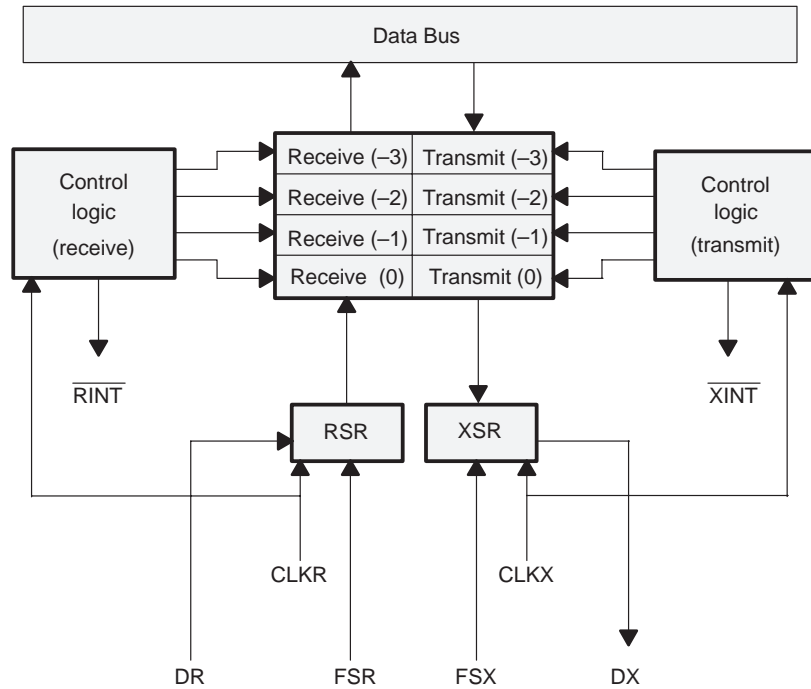 Data Bus
Control
logic
(receive)
Receive (–3)
Transmit (–3)
Receive (–2)
Transmit (–2)
Receive (–1)
Transmit (–1)
Receive (0)
Transmit (0)
Control
logic
(transmit)
RINT
XINT
RSR
XSR
CLKR
CLKX
DR
FSR
FSX
DX